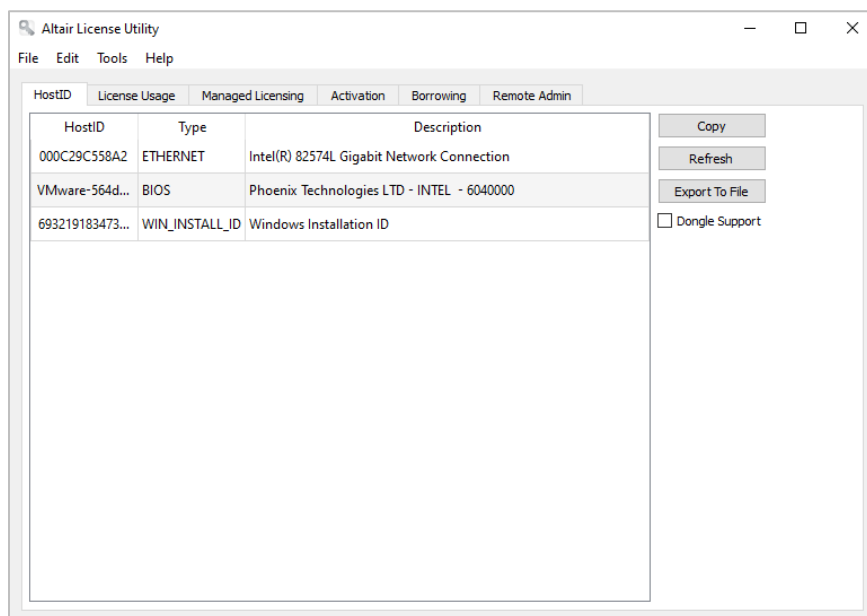 Altair License Utility
File Edit Tools Help
HostID License Usage Managed Licensing Activation Borrowing Remote Admin
HostID Type Description Copy
000C29C558A2 ETHERNET Intel(R) 82574L Gigabit Network Connection Refresh
VMware-564d... BIOS Phoenix Technologies LTD - INTEL - 6040000 Export To File
693219183473... WIN_INSTALL_ID Windows Installation ID Dongle Support